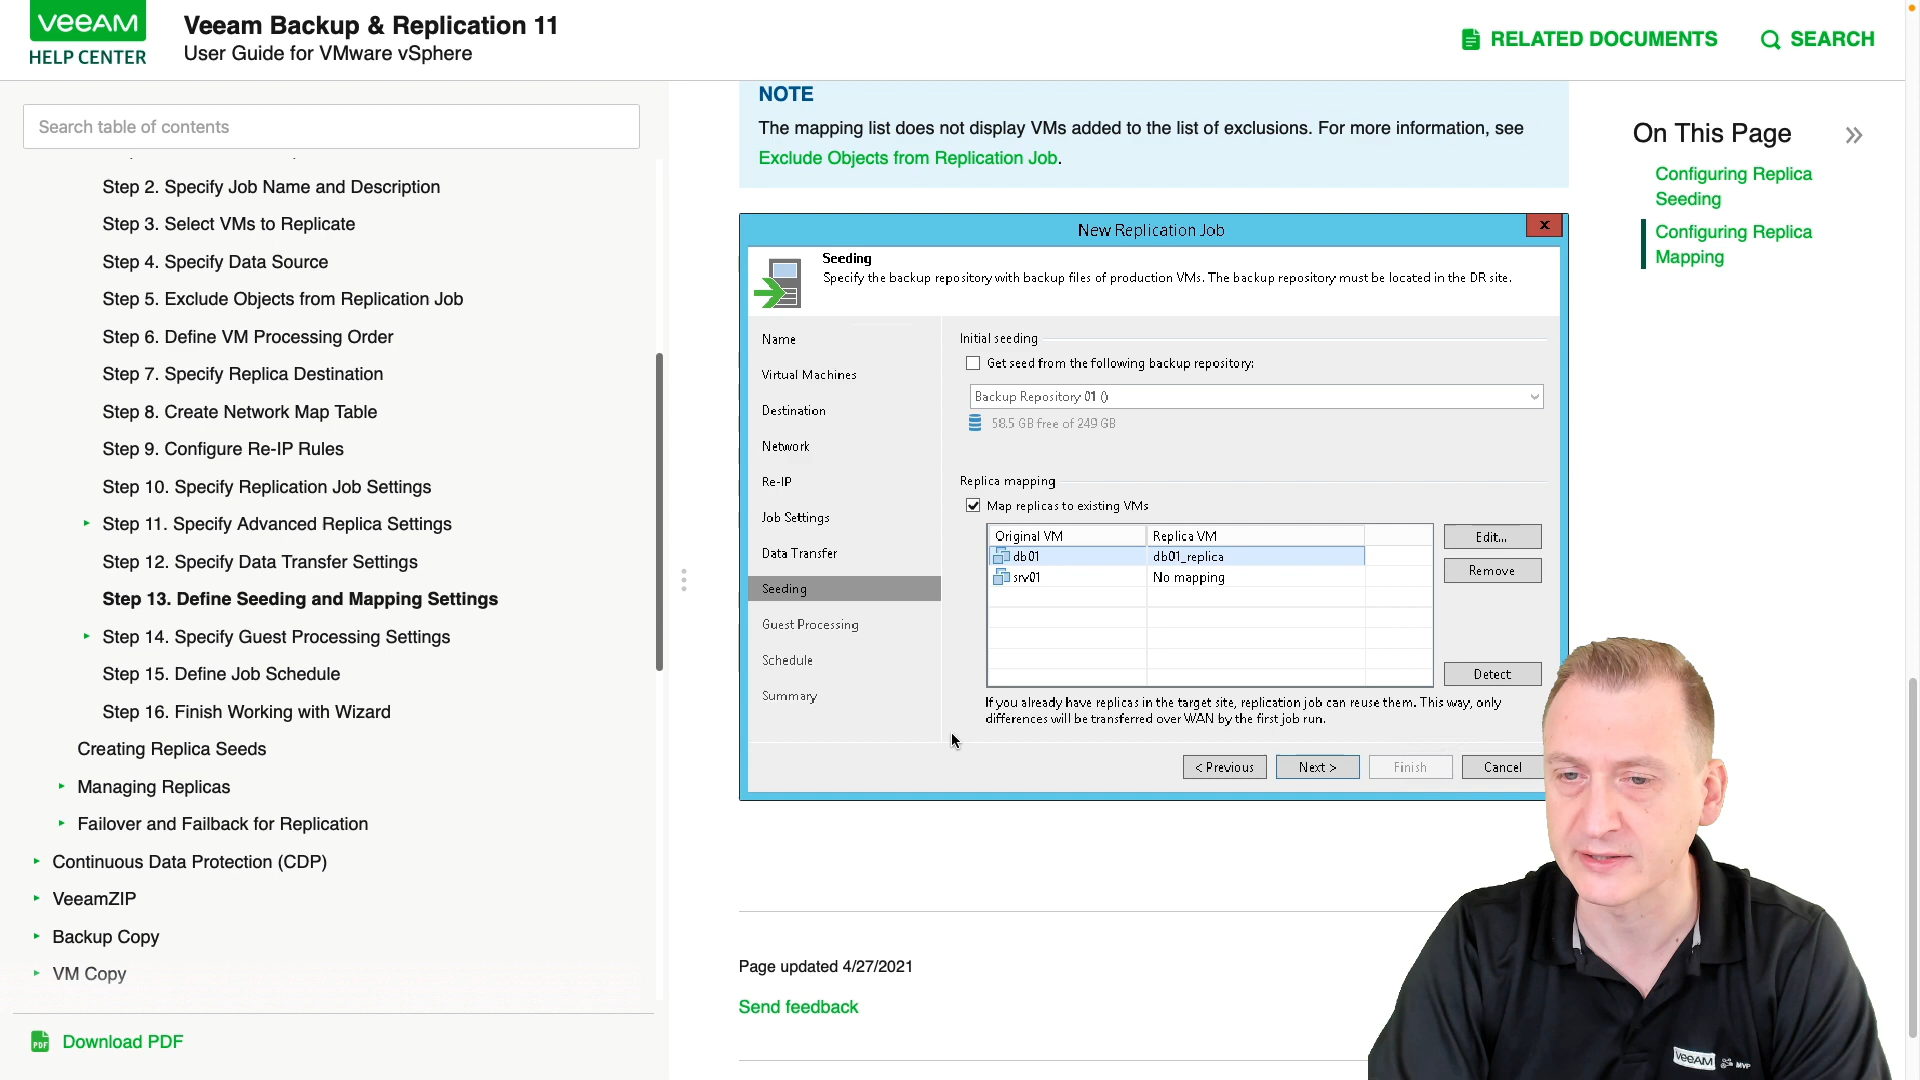 veeAM
HELP CENTER
Veeam Backup & Replication 11
User Guide for VMware vSphere
RELATED DOCUMENTS
SEARCH
Search table of contents
Step 2. Specify Job Name and Description
Step 3. Select VMs to Replicate
Step 4. Specify Data Source
Step 5. Exclude Objects from Replication Job
Step 6. Define VM Processing Order
Step 7. Specify Replica Destination
Step 8. Create Network Map Table
Step 9. Configure Re-IP Rules
Step 10. Specify Replication Job Settings
Step 11. Specify Advanced Replica Settings
Step 12. Specify Data Transfer Settings
Step 13. Define Seeding and Mapping Settings
Step 14. Specify Guest Processing Settings
Step 15. Define Job Schedule
Step 16. Finish Working with Wizard
Creating Replica Seeds
Managing Replicas
Failover and Failback for Replication
Continuous Data Protection (CDP)
VeeamZIP
Backup Copy
VM Copy
PDF
Download PDF
NOTE
The mapping list does not display VMs added to the list of exclusions. For more information, see
Exclude Objects from Replication Job.
New Replication Job
x
Seeding
Specify the backup repository with backup files of production VMs. The backup repository must be located in the DR site.
Name
Virtual Machines
Destination
Network
Re-IP
Job Settings
Data Transfer
Seeding
Guest Processing
Schedule
Summary
Initial seeding
Get seed from the following backup repository:
Backup Repository 01 ()
58.5 GB free of 249 GB
Replica mapping
Map replicas to existing VMs
Original VM
Replica VM
db01
db01_replica
srv01
No mapping
Edit...
Remove
Detect
If you already have replicas in the target site, replication job can reuse them. This way, only
differences will be transferred over WAN by the first job run.
< Previous
Next >
Finish
Cancel
Page updated 4/27/2021
Send feedback
On This Page
Configuring Replica
Seeding
Configuring Replica
Mapping
veeAM
MVP